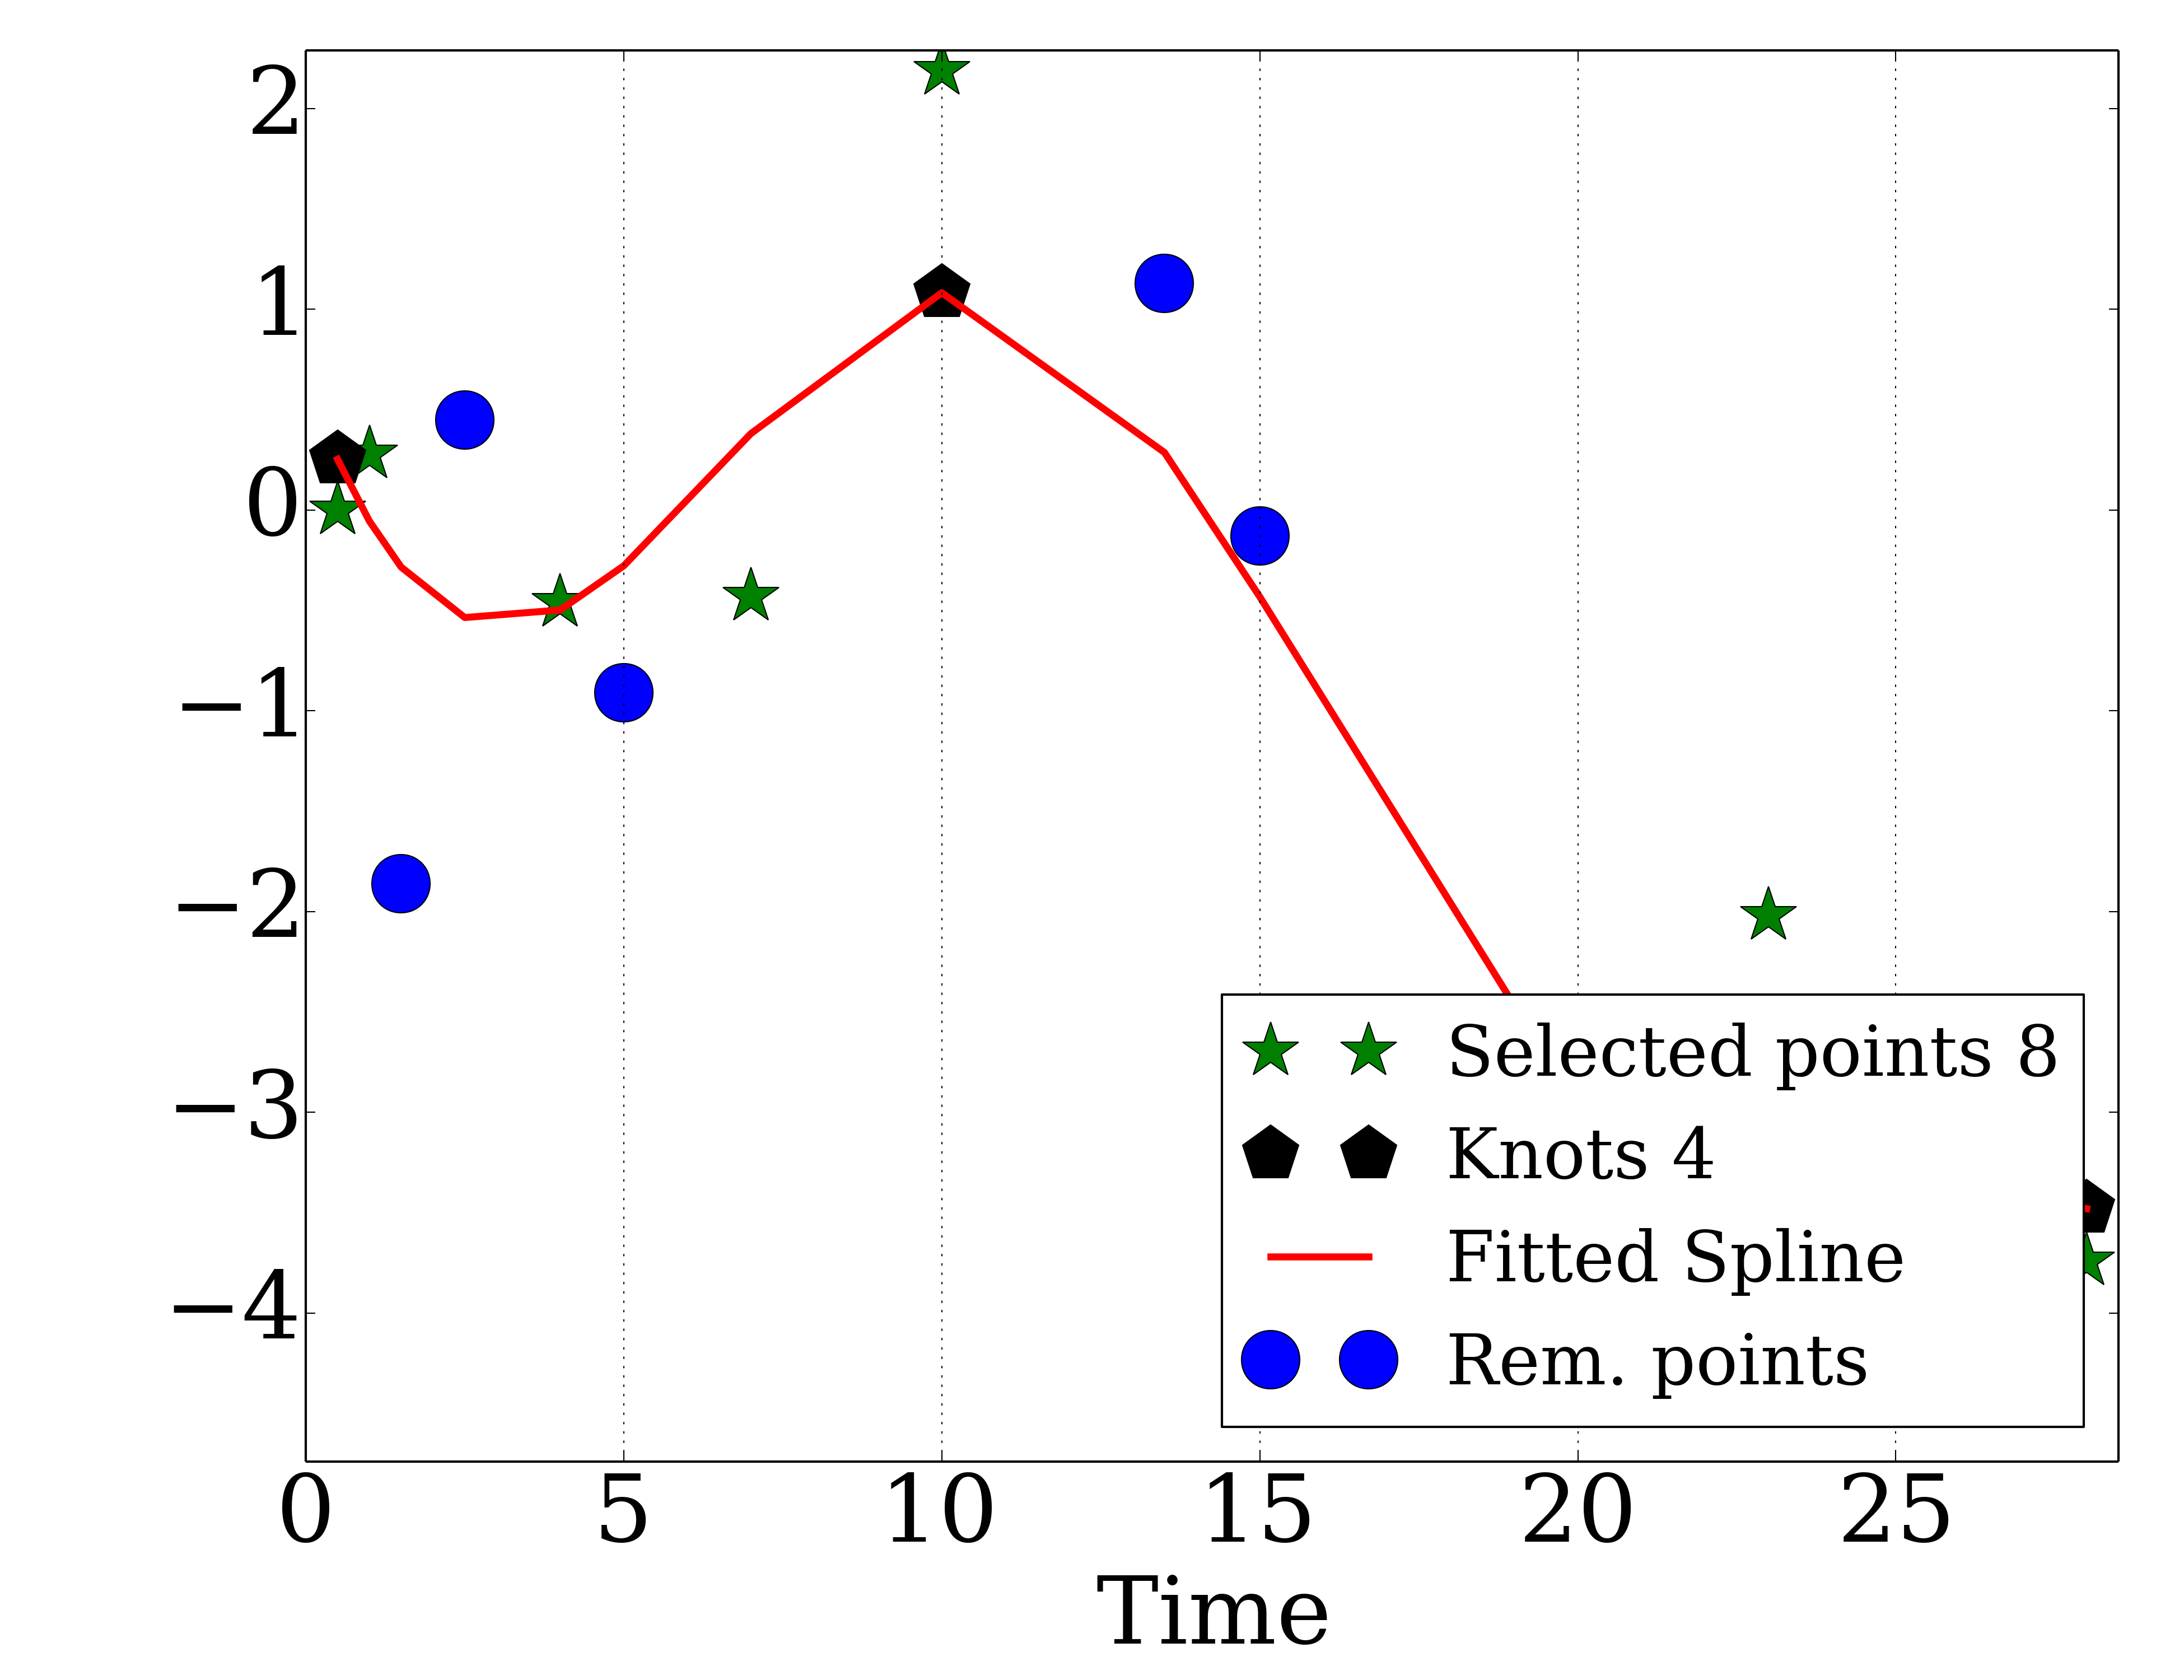 2
1
0
−1
−2
−3
−4
Selected points 8
Knots 4
Fitted Spline
Rem. points
0 5 10 15 20 25
Time